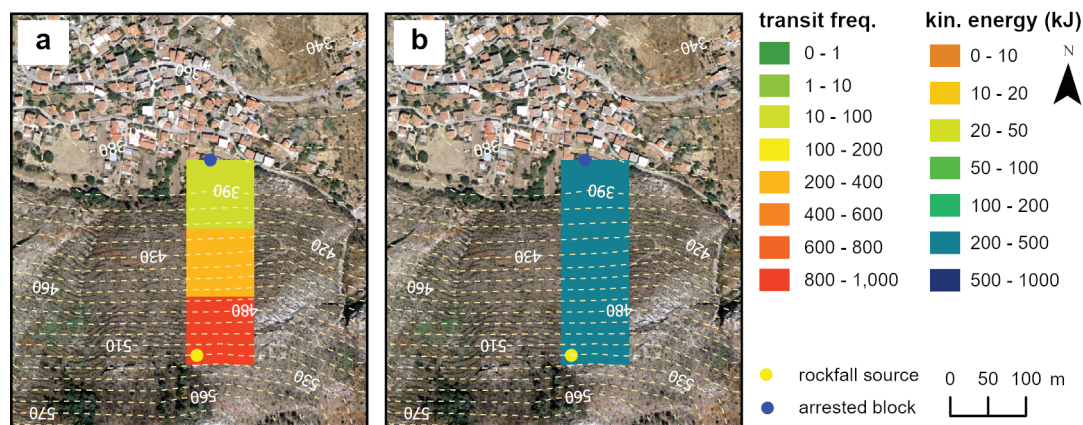 a
340
360
380
390
430
420
460
480
510
530
560
570
b
340
360
380
390
430
420
460
480
510
530
560
570
transit freq.
0 - 1
1 - 10
10 - 100
100 - 200
200 - 400
400 - 600
600 - 800
800 - 1,000
kin. energy (kJ)
0 - 10
10 - 20
20 - 50
50 - 100
100 - 200
200 - 500
500 - 1000
N
rockfall source
arrested block
0 50 100 m